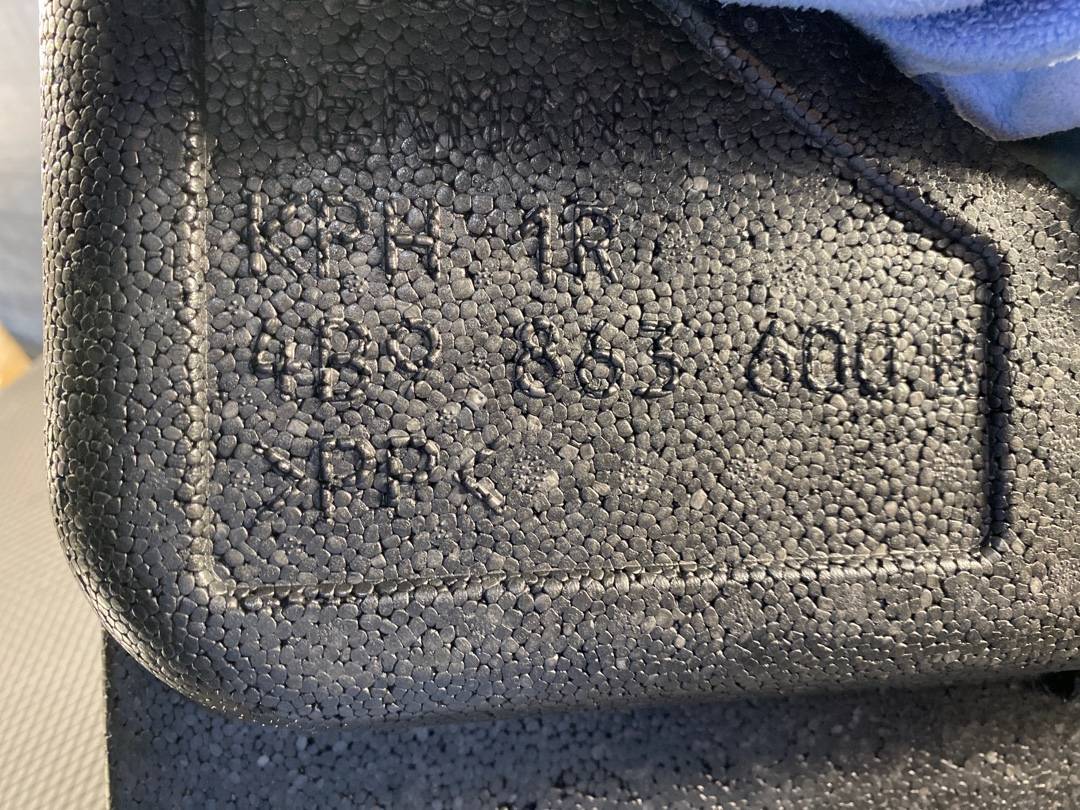 GERMANY
KPH 1R
4B9 863 600
>PP<